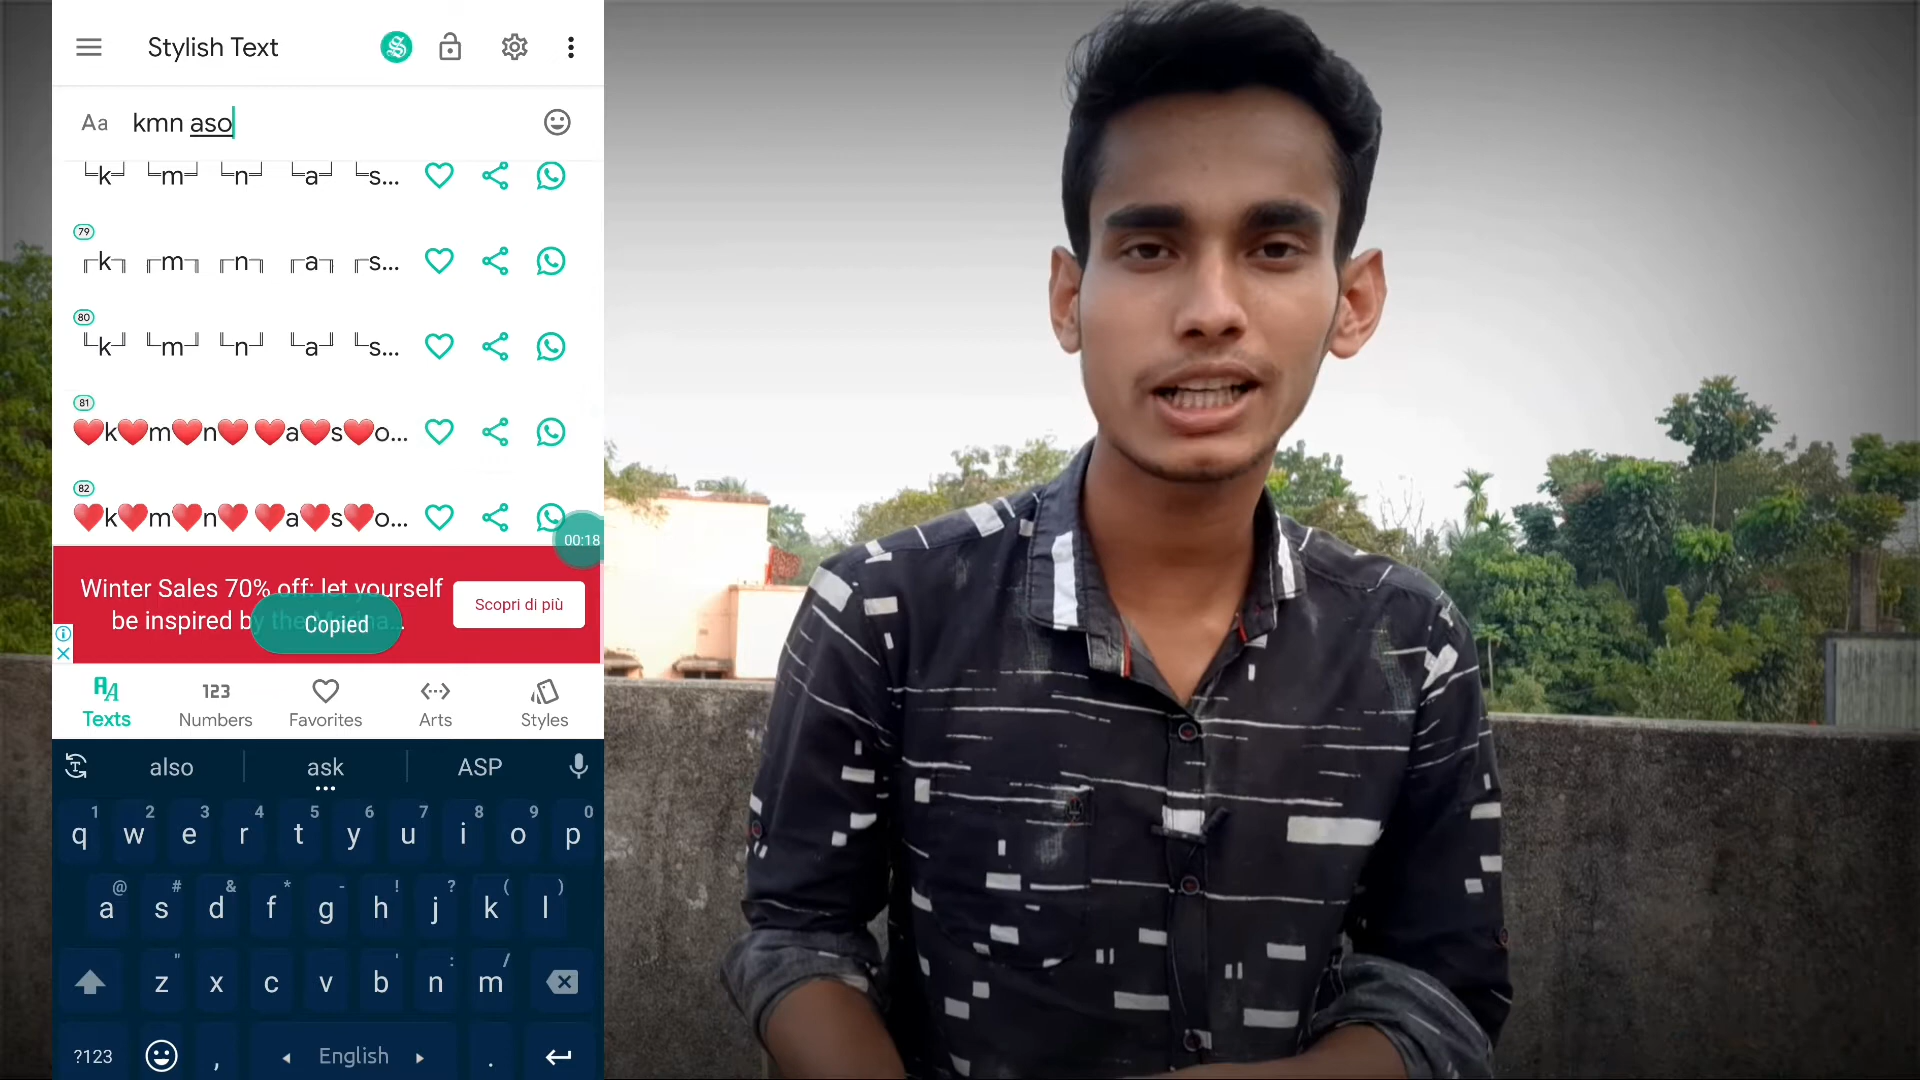 Stylish Text
Aa kmn aso
╘k╛ ╘m╛ ╘n╛ ╘a╛ ╘s...
79
╓k╖ ╓m╖ ╓n╖ ╓a╖ ╓s...
80
╙k╜ ╙m╜ ╙n╜ ╙a╜ ╙s...
81
❤️k❤️m❤️n❤️ ❤️a❤️s❤️o...
82
♥️k♥️m♥️n♥️ ♥️a♥️s♥️o...
00:18
Winter Sales 70% off: let yourself
be inspired by the
Scopri di più
Copied
Texts Numbers Favorites Arts Styles
123
also ask ASP
1 2 3 4 5 6 7 8 9 0
q w e r t y u i o p
@ # & * - ! ? ( )
a s d f g h j k l
" ' : /
z x c v b n m
?123 , English .